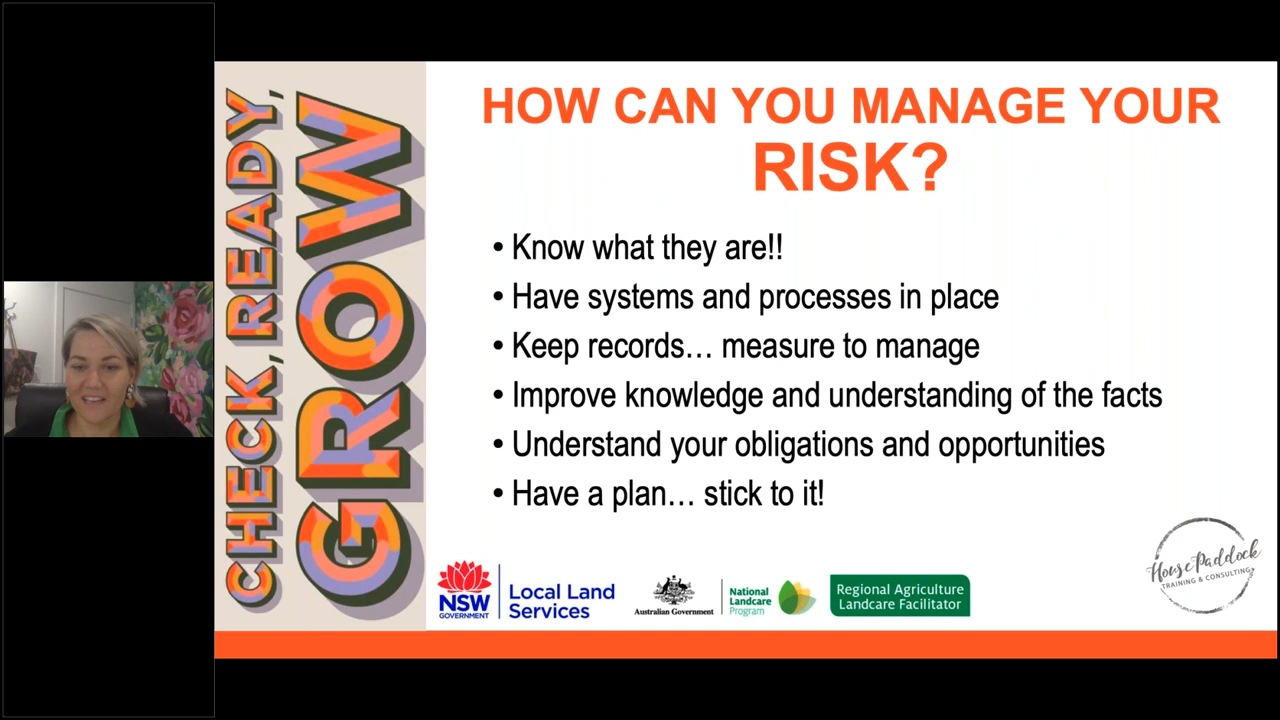 CHECK, READY,
GROW
HOW CAN YOU MANAGE YOUR
RISK?
• Know what they are!!
• Have systems and processes in place
• Keep records… measure to manage
• Improve knowledge and understanding of the facts
• Understand your obligations and opportunities
• Have a plan… stick to it!
NSW
GOVERNMENT
Local Land
Services
Australian Government
National
Landcare
Program
Regional Agriculture
Landcare Facilitator
House Paddock
TRAINING & CONSULTING